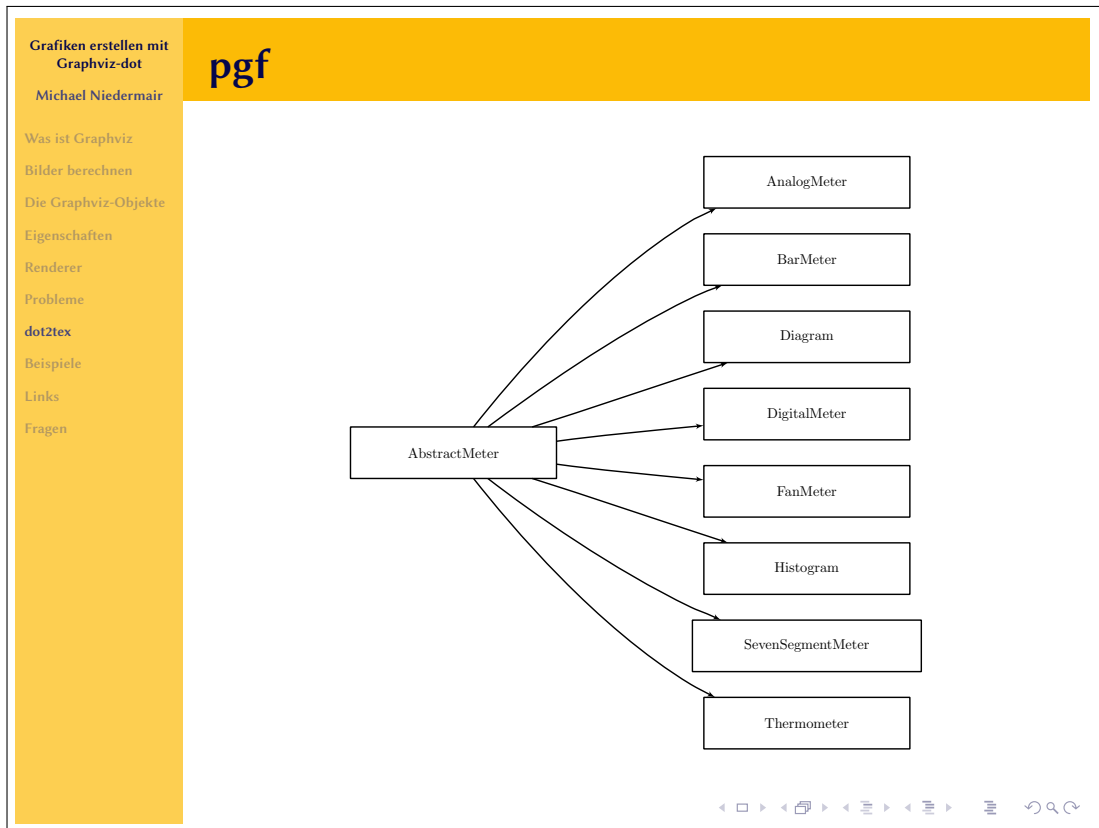 Grafiken erstellen mit
Graphviz-dot
Michael Niedermair
Was ist Graphviz
Bilder berechnen
Die Graphviz-Objekte
Eigenschaften
Renderer
Probleme
dot2tex
Beispiele
Links
Fragen
pgf
AnalogMeter
BarMeter
Diagram
DigitalMeter
AbstractMeter
FanMeter
Histogram
SevenSegmentMeter
Thermometer